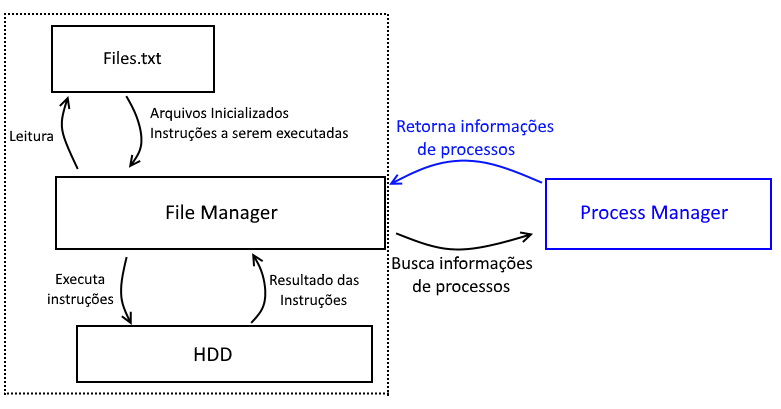 Files.txt
Leitura
Arquivos Inicializados
Instruções a serem executadas
Retorna informações
de processos
File Manager
Process Manager
Busca informações
de processos
Executa
instruções
Resultado das
Instruções
HDD